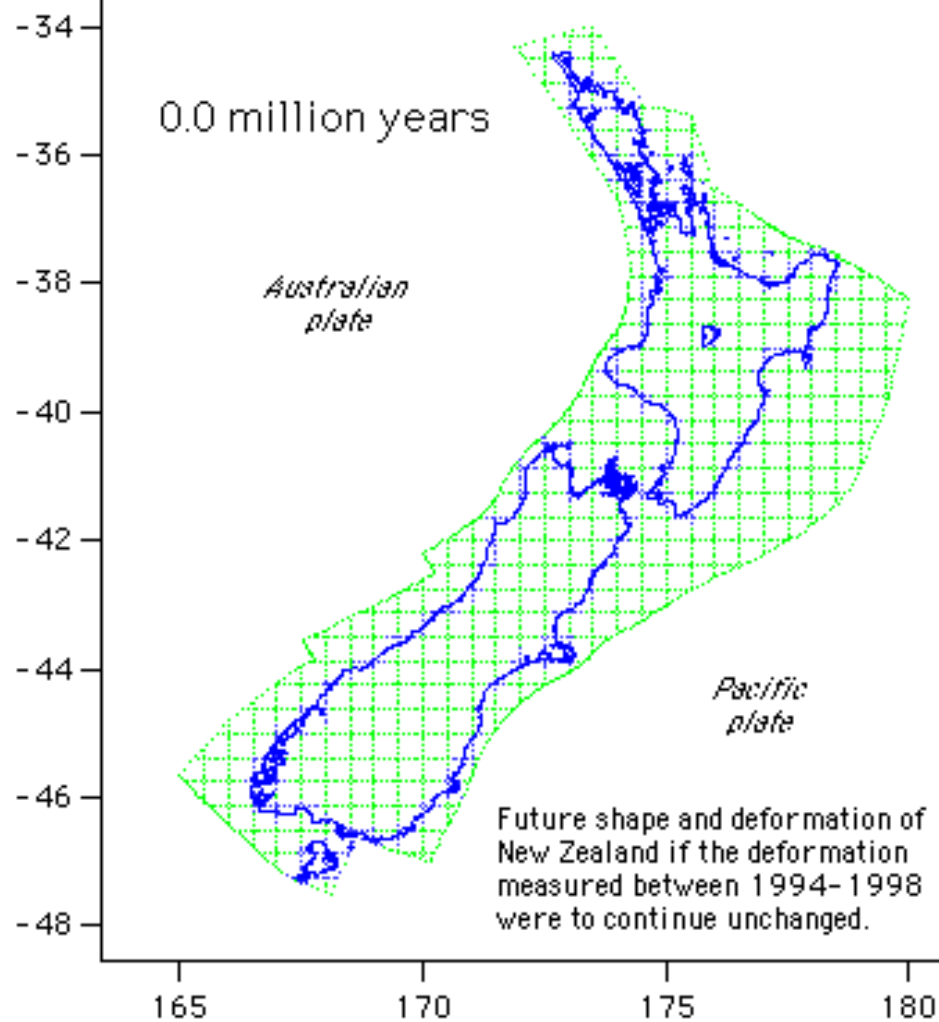 -34
0.0 million years
-36
Australian
plate
-38
-40
-42
-44
Pacific
plate
-46
Future shape and deformation of
New Zealand if the deformation
measured between 1994-1998
were to continue unchanged.
-48
165 170 175 180